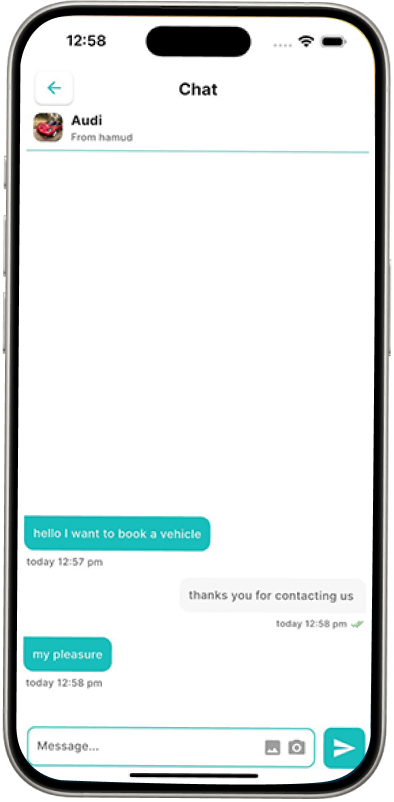 12:58
Chat
Audi
From hamud
hello I want to book a vehicle
today 12:57 pm
thanks you for contacting us
today 12:58 pm
my pleasure
today 12:58 pm
Message...